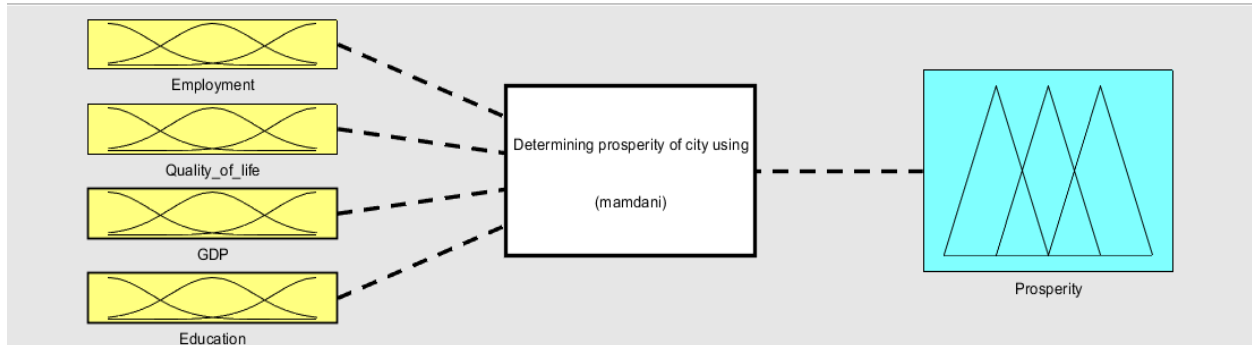 Employment
Quality_of_life
GDP
Education
Determining prosperity of city using
(mamdani)
Prosperity